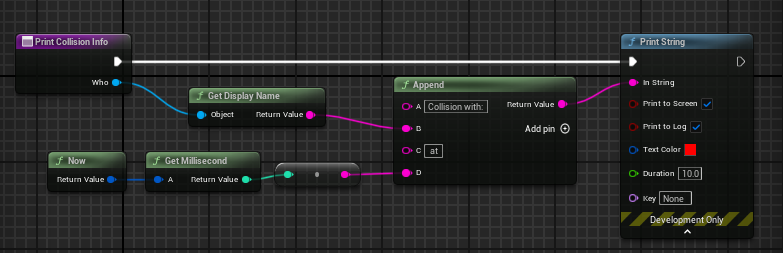 Print Collision Info
Who
f Get Display Name
Object
Return Value
f Now
Return Value
f Get Millisecond
A
Return Value
f Append
A
Collision with:
Return Value
B
Add pin
C
at
D
f Print String
In String
Print to Screen
Print to Log
Text Color
Duration
10.0
Key
None
Development Only